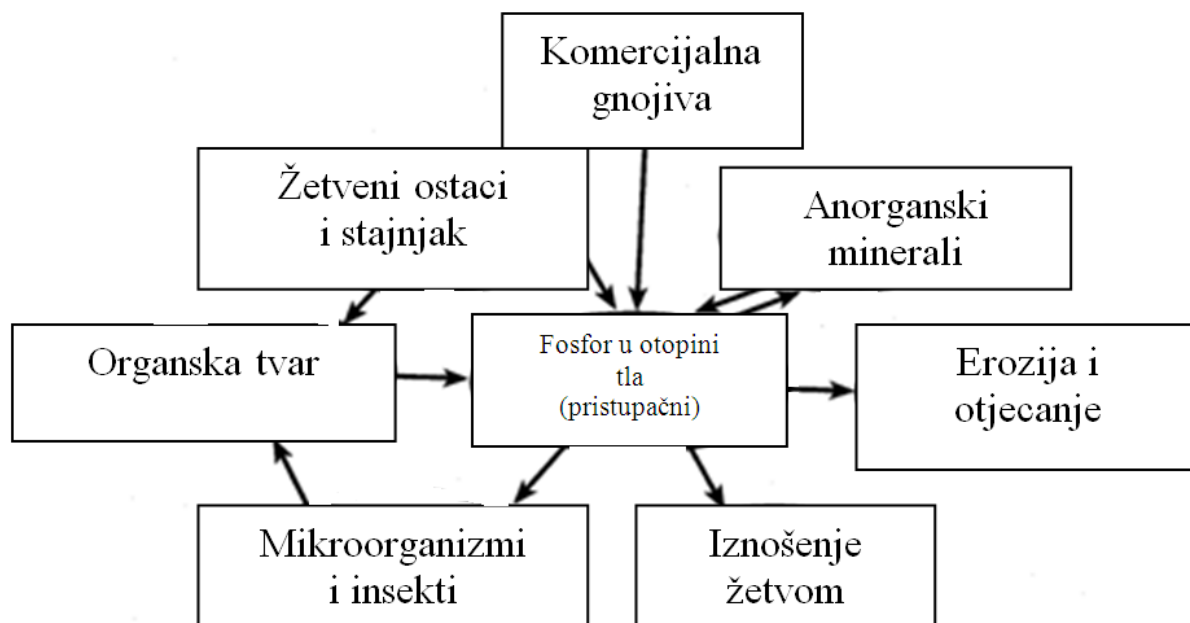 Komercijalna
gnojiva
Žetveni ostaci
i stajnjak
Anorganski
minerali
Organska tvar
Fosfor u otopini
tla
(pristupačni)
Erozija i
otjecanje
Mikroorganizmi
i insekti
Iznošenje
žetvom